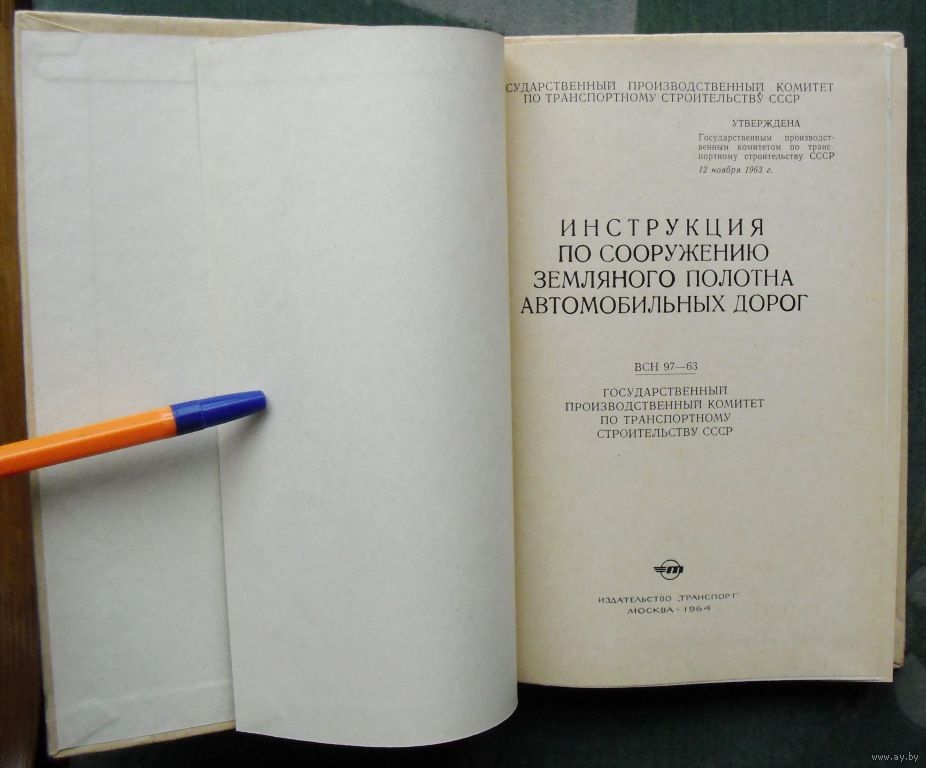 СУДАРСТВЕННЫЙ ПРОИЗВОДСТВЕННЫЙ КОМИТЕТ
ПО ТРАНСПОРТНОМУ СТРОИТЕЛЬСТВУ СССР
УТВЕРЖДЕНА
Государственным производст-
венным комитетом по транс-
портному строительству СССР
12 ноября 1963 г.
ИНСТРУКЦИЯ
ПО СООРУЖЕНИЮ
ЗЕМЛЯНОГО ПОЛОТНА
АВТОМОБИЛЬНЫХ ДОРОГ
ВСН 97—63
ГОСУДАРСТВЕННЫЙ
ПРОИЗВОДСТВЕННЫЙ КОМИТЕТ
ПО ТРАНСПОРТНОМУ
СТРОИТЕЛЬСТВУ СССР
m
ИЗДАТЕЛЬСТВО „ТРАНСПОРТ"
МОСКВА · 1964
www.ay.by